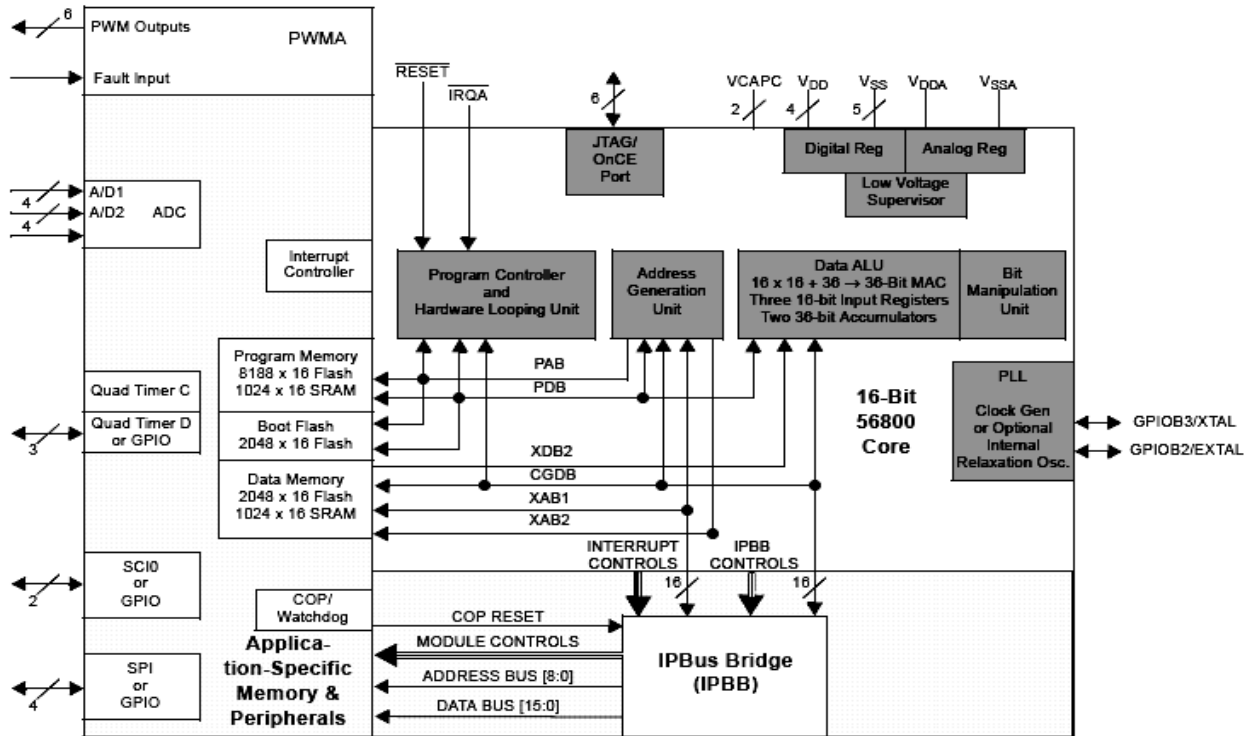 6
PWM Outputs
PWMA
Fault Input
RESET
IRQA
6
VCAPC
VDD
VSS
VDDA
VSSA
2
4
5
JTAG/
OnCE
Port
Digital Reg
Analog Reg
Low Voltage
Supervisor
A/D1
4
A/D2
ADC
4
Interrupt
Controller
Program Controller
and
Hardware Looping Unit
Address
Generation
Unit
Data ALU
16 x 16 + 36 → 36-Bit MAC
Three 16-bit Input Registers
Two 36-bit Accumulators
Bit
Manipulation
Unit
Program Memory
8188 x 16 Flash
1024 x 16 SRAM
PAB
PDB
Quad Timer C
Quad Timer D
or GPIO
3
Boot Flash
2048 x 16 Flash
XDB2
CGDB
XAB1
XAB2
Data Memory
2048 x 16 Flash
1024 x 16 SRAM
16-Bit
56800
Core
PLL
Clock Gen
or Optional
Internal
Relaxation Osc.
GPIOB3/XTAL
GPIOB2/EXTAL
INTERRUPT
CONTROLS
IPBB
CONTROLS
16
16
SCI0
or
GPIO
2
COP/
Watchdog
COP RESET
MODULE CONTROLS
ADDRESS BUS [8:0]
DATA BUS [15:0]
Applica-
tion-Specific
Memory &
Peripherals
IPBus Bridge
(IPBB)
SPI
or
GPIO
4